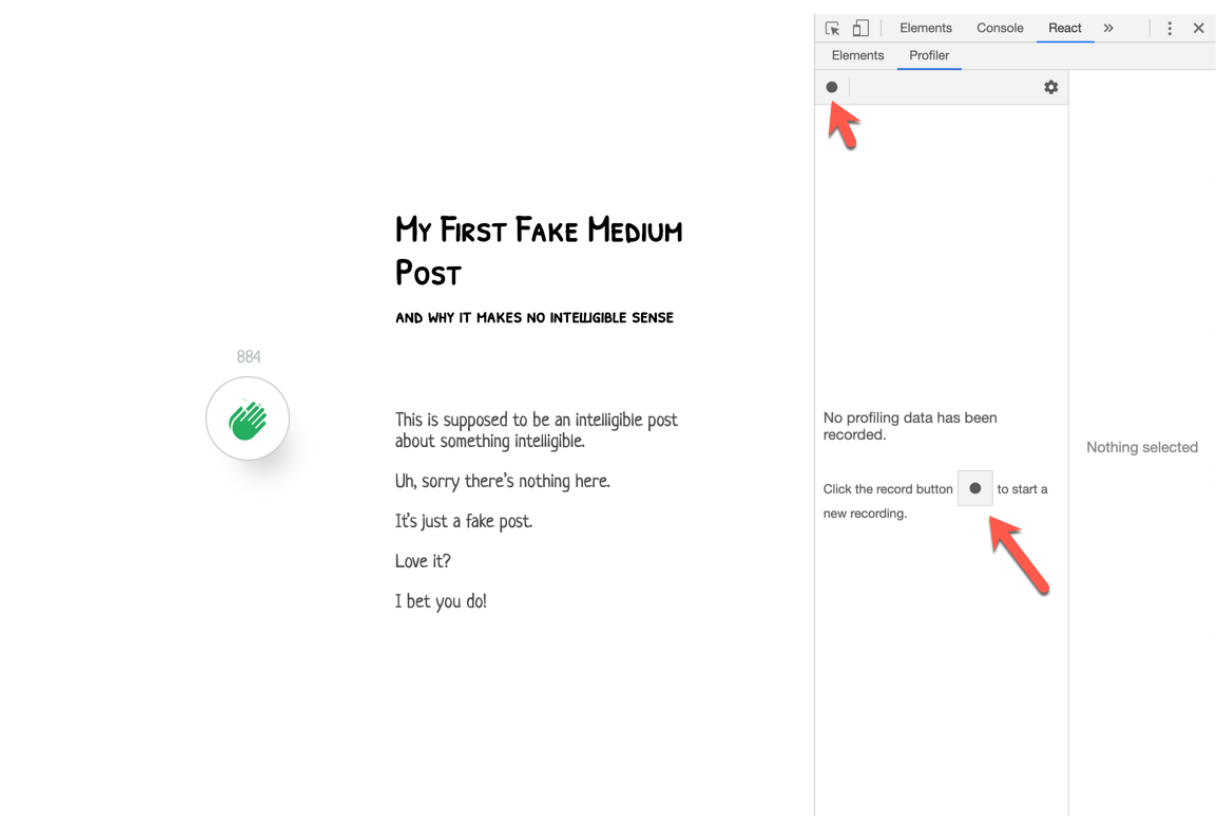 Elements Console React
Elements Profiler
My First Fake Medium
Post
and why it makes no intelligible sense
884
This is supposed to be an intelligible post
about something intelligible.
Uh, sorry there's nothing here.
It's just a fake post.
Love it?
I bet you do!
No profiling data has been
recorded.
Click the record button to start a
new recording.
Nothing selected